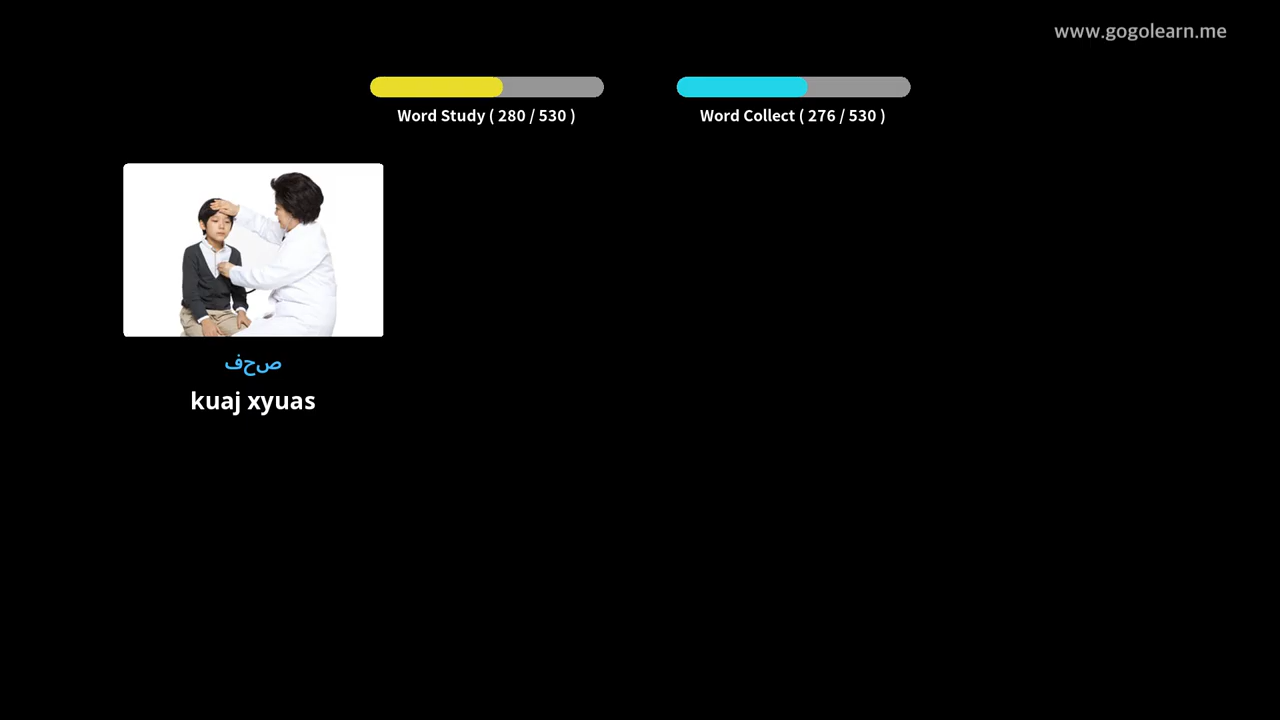 www.gogolearn.me
Word Study ( 280 / 530 )
Word Collect ( 276 / 530 )
صحف
kuaj xyuas